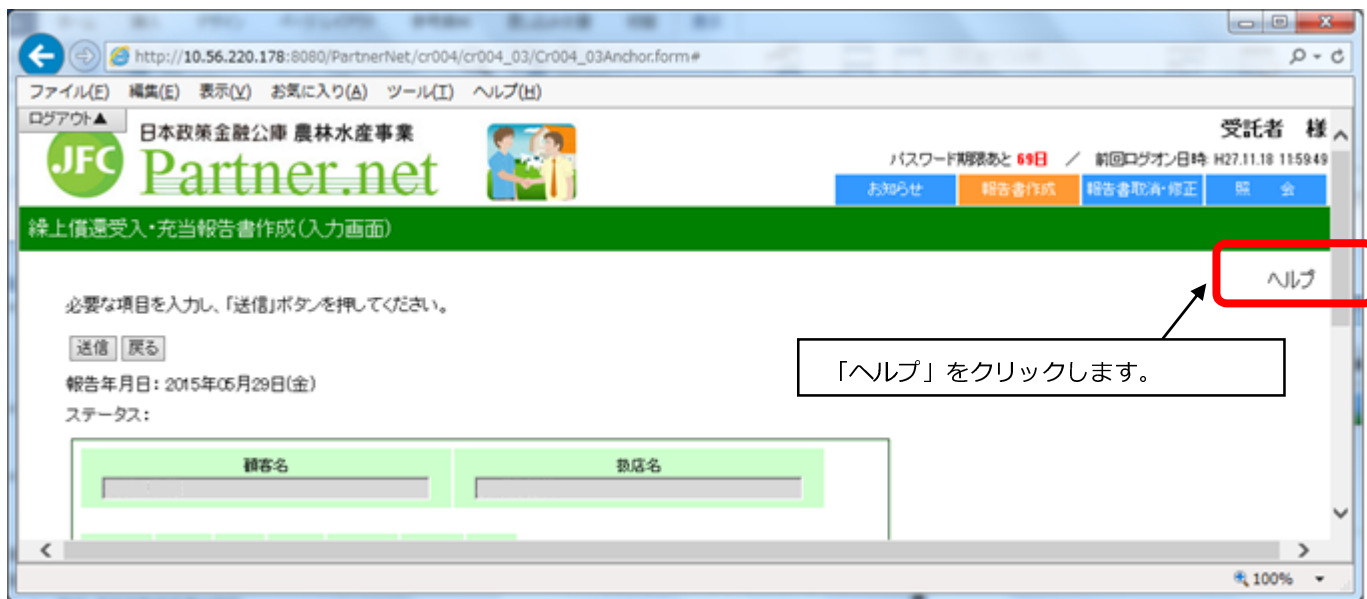 http://10.56.220.178:8080/PartnerNet/cr004/cr004_03/Cr004_03Anchor.form#
ファイル(E) 編集(E) 表示(V) お気に入り(A) ツール(I) ヘルプ(H)
ログアウト▲
JFC
日本政策金融公庫 農林水産事業
Partner.net
受託者 様
パスワード期限あと 69日 / 前回ログオン日時: H27.11.18 11:59:49
お知らせ 報告書作成 報告書取消・修正 照 会
繰上償還受入・充当報告書作成(入力画面)
ヘルプ
必要な項目を入力し、「送信」ボタンを押してください。
送信 戻る
「ヘルプ」をクリックします。
報告年月日:2015年05月29日(金)
ステータス:
顧客名 扱店名
100%